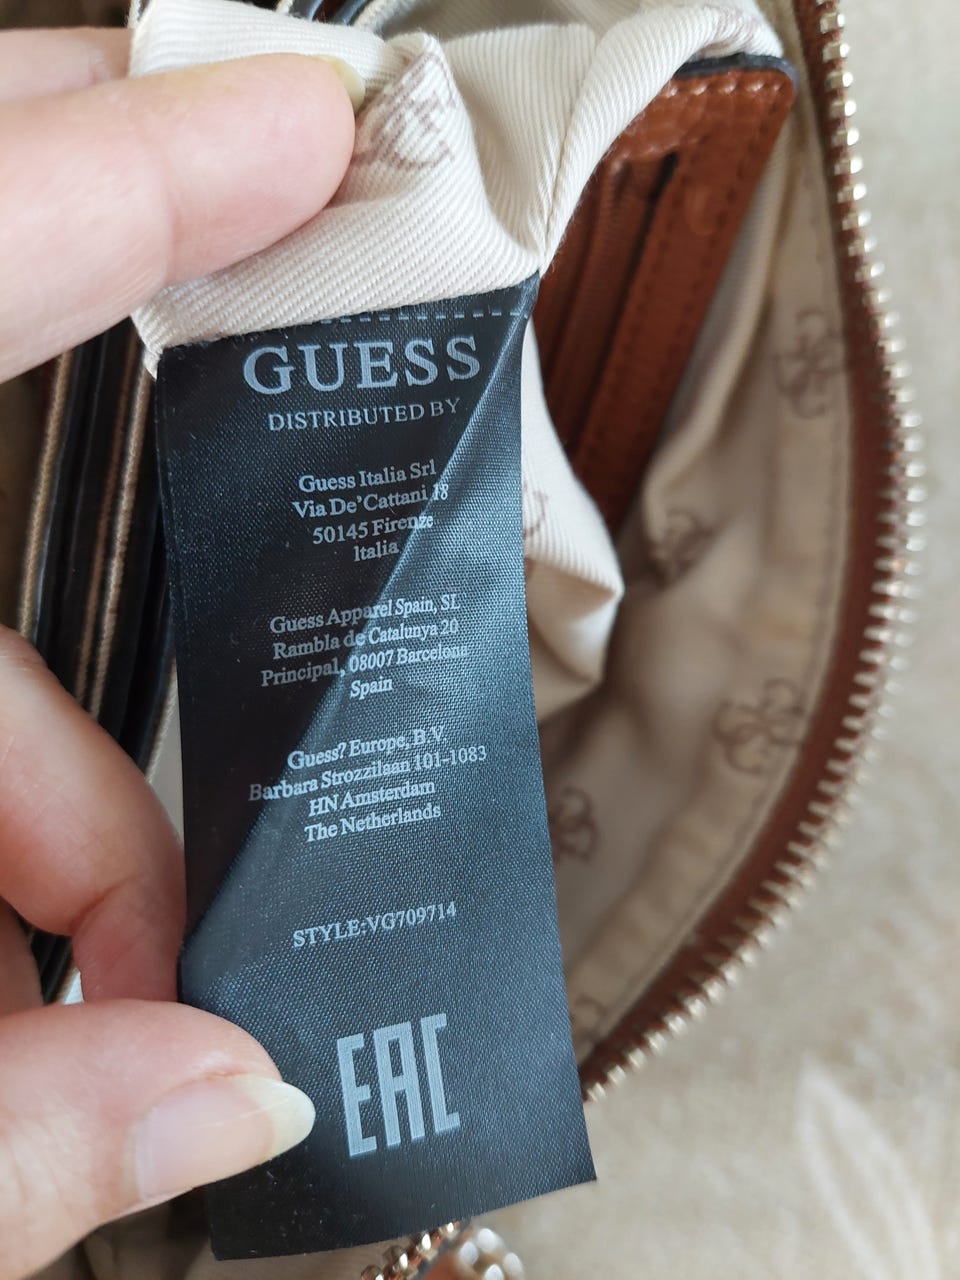 GUESS
DISTRIBUTED BY
Guess Italia Srl
Via De'Cattani 18
50145 Firenze
Italia
Guess Apparel Spain, SL
Rambla de Catalunya 20
Principal, 08007 Barcelona
Spain
Guess? Europe, B.V.
Barbara Strozzilaan 101-1083
HN Amsterdam
The Netherlands
STYLE:VG709714
EAC